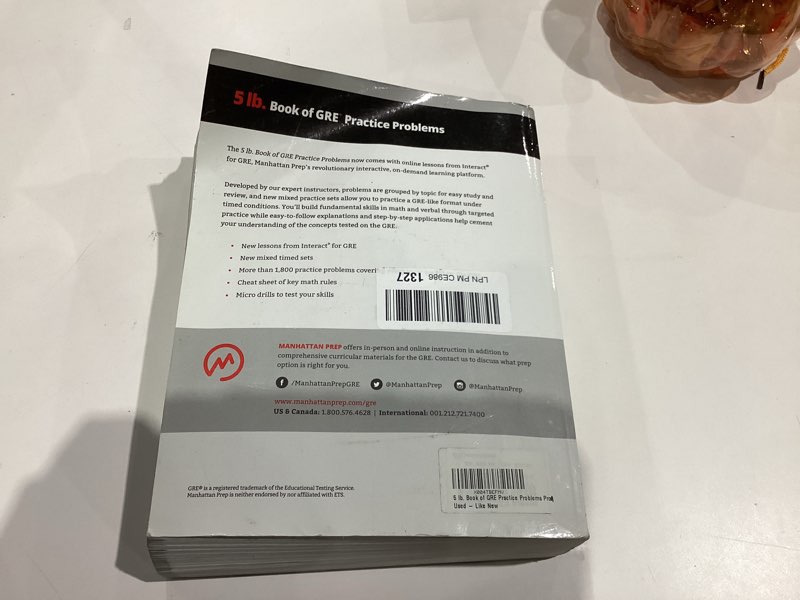 5 lb. Book of GRE Practice Problems
The 5 lb. Book of GRE Practice Problems now comes with online lessons from Interact®
for GRE, Manhattan Prep's revolutionary interactive, on-demand learning platform.
Developed by our expert instructors, problems are grouped by topic for easy study and
review, and new mixed practice sets allow you to practice a GRE-like format under
timed conditions. You'll build fundamental skills in math and verbal through targeted
practice while easy-to-follow explanations and step-by-step applications help cement
your understanding of the concepts tested on the GRE.
• New lessons from Interact® for GRE
• New mixed timed sets
• More than 1,800 practice problems coveri
• Cheat sheet of key math rules
• Micro drills to test your skills
LPN PM CE986 1327
MANHATTAN PREP offers in-person and online instruction in addition to
comprehensive curricular materials for the GRE. Contact us to discuss what prep
option is right for you.
/ManhattanPrepGRE @ManhattanPrep @ManhattanPrep
www.manhattanprep.com/gre
US & Canada: 1.800.576.4628 | International: 001.212.721.7400
GRE® is a registered trademark of the Educational Testing Service.
Manhattan Prep is neither endorsed by nor affiliated with ETS.
5 lb. Book of GRE Practice Problems
Used - Like New